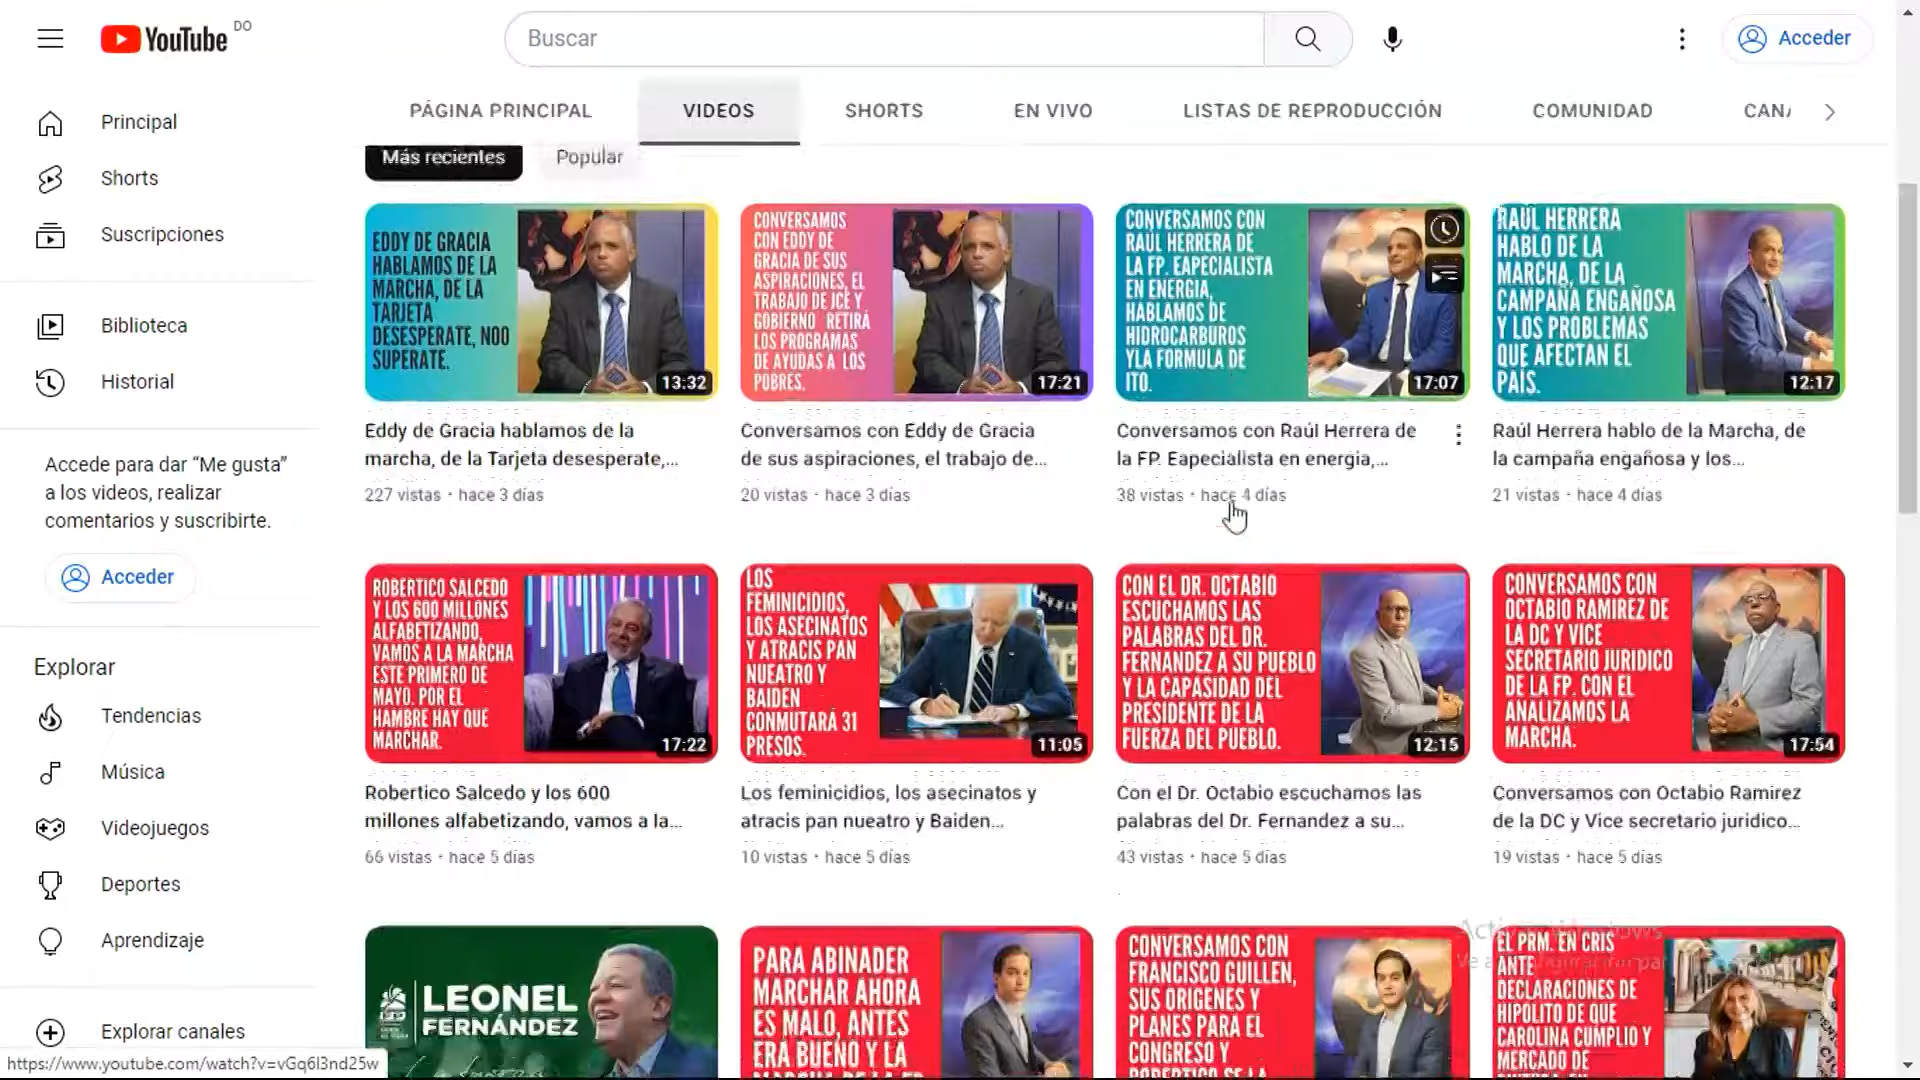 YouTube DO
Buscar
Acceder
PÁGINA PRINCIPAL
VIDEOS
SHORTS
EN VIVO
LISTAS DE REPRODUCCIÓN
COMUNIDAD
Más recientes
Popular
Principal
Shorts
Suscripciones
Biblioteca
Historial
Accede para dar “Me gusta”
a los videos, realizar
comentarios y suscribirte.
Acceder
Explorar
Tendencias
Música
Videojuegos
Deportes
Aprendizaje
Explorar canales
EDDY DE GRACIA
HABLAMOS DE LA
MARCHA, DE LA
TARJETA
DESESPERATE, NOO
SUPERATE.
13:32
Eddy de Gracia hablamos de la
marcha, de la Tarjeta desesperate,...
227 vistas • hace 3 días
CONVERSAMOS
CON EDDY DE
GRACIA DE SUS
ASPIRACIONES, EL
TRABAJO DE JCE Y
GOBIERNO RETIRÁ
LOS PROGRAMAS
DE AYUDAS A LOS
POBRES.
17:21
Conversamos con Eddy de Gracia
de sus aspiraciones, el trabajo de...
20 vistas • hace 3 días
CONVERSAMOS CON
RAÚL HERRERA DE
LA FP. EAPECIALISTA
EN ENERGIA,
HABLAMOS DE
HIDROCARBUROS
YLA FORMULA DE
ITO.
17:07
Conversamos con Raúl Herrera de
la FP. Eapecialista en energia,...
38 vistas • hace 4 días
RAÚL HERRERA
HABLO DE LA
MARCHA, DE LA
CAMPAÑA ENGAÑOSA
Y LOS PROBLEMAS
QUE AFECTAN EL
PAÍS.
12:17
Raúl Herrera hablo de la Marcha, de
la campaña engañosa y los...
21 vistas • hace 4 días
ROBERTICO SALCEDO
Y LOS 600 MILLONES
ALFABETIZANDO,
VAMOS A LA MARCHA
ESTE PRIMERO DE
MAYO. POR EL
HAMBRE HAY QUE
MARCHAR.
17:22
Robertico Salcedo y los 600
millones alfabetizando, vamos a la...
66 vistas • hace 5 días
LOS
FEMINICIDIOS,
LOS ASECINATOS
Y ATRACIS PAN
NUEATRO Y
BAIDEN
CONMUTARÁ 31
PRESOS.
11:05
Los feminicidios, los asecinatos y
atracis pan nueatro y Baiden...
10 vistas • hace 5 días
CON EL DR. OCTABIO
ESCUCHAMOS LAS
PALABRAS DEL DR.
FERNANDEZ A SU PUEBLO
Y LA CAPASIDAD DEL
PRESIDENTE DE LA
FUERZA DEL PUEBLO.
12:15
Con el Dr. Octabio escuchamos las
palabras del Dr. Fernandez a su...
43 vistas • hace 5 días
CONVERSAMOS CON
OCTABIO RAMIREZ DE
LA DC Y VICE
SECRETARIO JURIDICO
DE LA FP. CON EL
ANALIZAMOS LA
MARCHA.
17:54
Conversamos con Octabio Ramirez
de la DC y Vice secretario juridico...
19 vistas • hace 5 días
LEONEL
FERNÁNDEZ
PARA ABINADER
MARCHAR AHORA
ES MALO, ANTES
ERA BUENO Y LA
CONVERSAMOS CON
FRANCISCO GUILLEN,
SUS ORIGENES Y
PLANES PARA EL
CONGRESO Y
EL PRM. EN CRIS
ANTE
DECLARACIONES DE
HIPOLITO DE QUE
CAROLINA CUMPLIO Y
MERCADO DE
https://www.youtube.com/watch?v=vGq6l3nd25w